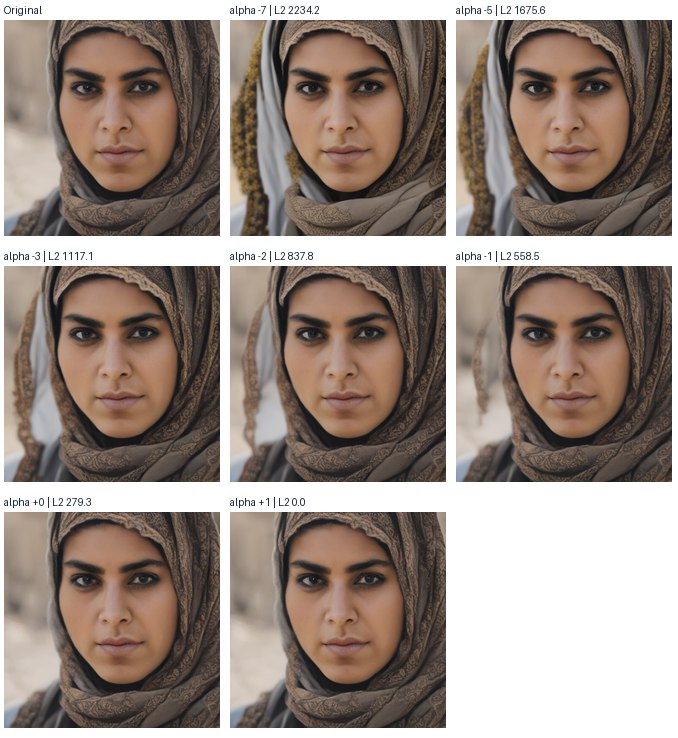 Original
alpha -7 | L2 2234.2
alpha -5 | L2 1675.6
alpha -3 | L2 1117.1
alpha -2 | L2 837.8
alpha -1 | L2 558.5
alpha +0 | L2 279.3
alpha +1 | L2 0.0